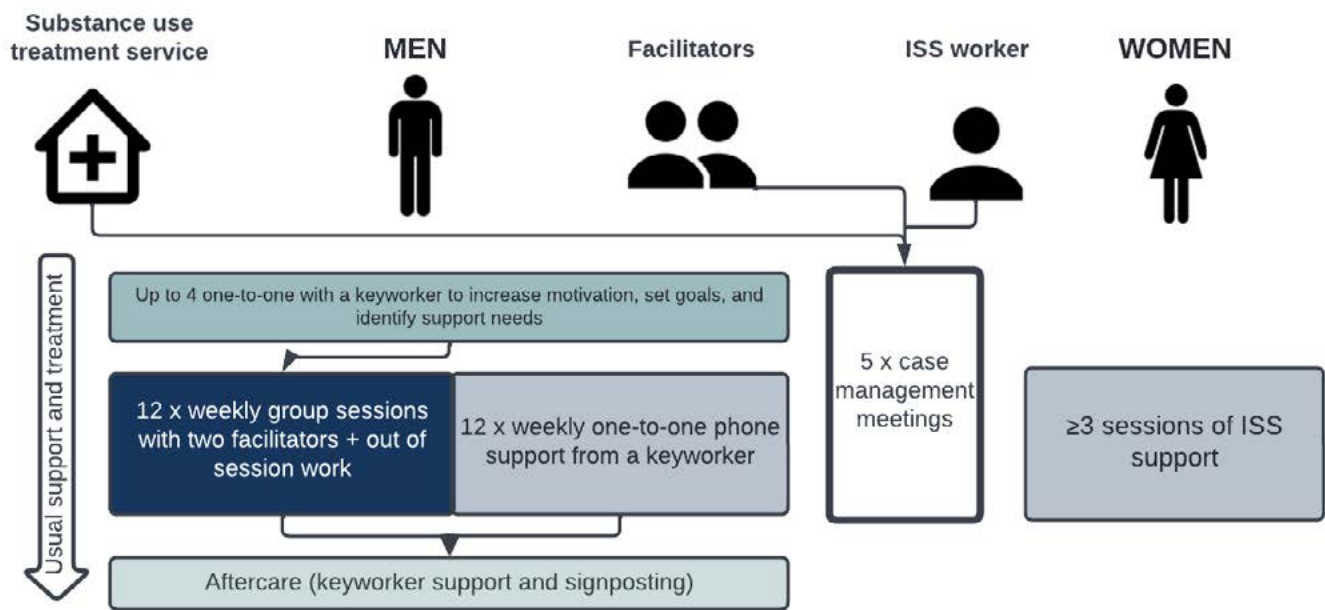 Substance use
treatment service
MEN
Facilitators
ISS worker
WOMEN
Usual support and treatment
Up to 4 one-to-one with a keyworker to increase motivation, set goals, and
identify support needs
12 x weekly group sessions
with two facilitators + out of
session work
12 x weekly one-to-one phone
support from a keyworker
5 x case
management
meetings
≥3 sessions of ISS
support
Aftercare (keyworker support and signposting)